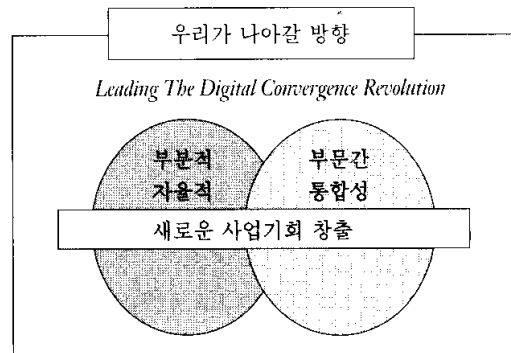 우리가 나아갈 방향
Leading The Digital Convergence Revolution
부분적
자율적
부문간
통합성
새로운 사업기회 창출